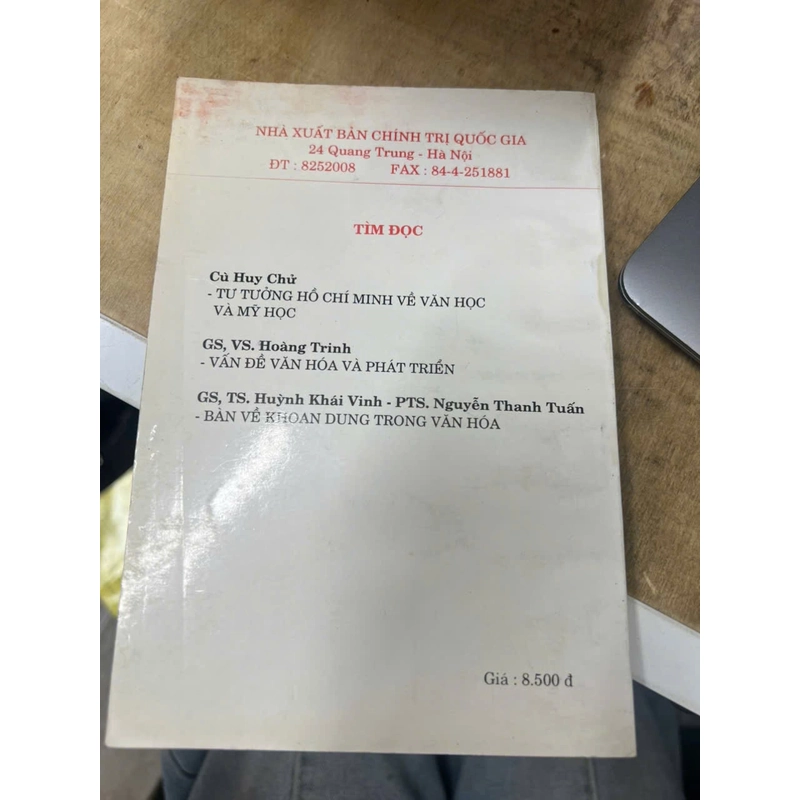 NHÀ XUẤT BẢN CHÍNH TRỊ QUỐC GIA
24 Quang Trung - Hà Nội
ĐT : 8252008 FAX : 84-4-251881
TÌM ĐỌC
Cù Huy Chử
- TƯ TƯỞNG HỒ CHÍ MINH VỀ VĂN HỌC
VÀ MỸ HỌC
GS, VS. Hoàng Trinh
- VẤN ĐỀ VĂN HÓA VÀ PHÁT TRIỂN
GS, TS. Huỳnh Khái Vinh - PTS. Nguyễn Thanh Tuấn
- BÀN VỀ KHOAN DUNG TRONG VĂN HÓA
Giá : 8.500 đ